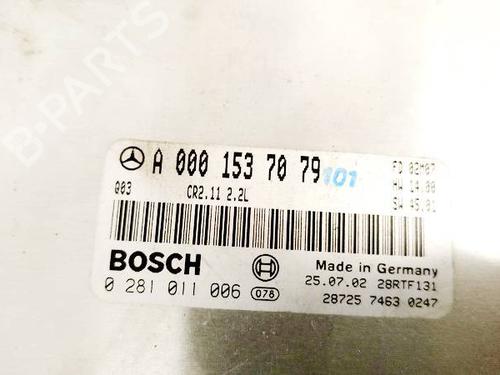 B-PARTS
A 000 153 70 79 101
FD 02M07
Q03 CR2.11 2.2L HW 14.00
SW 45.01
BOSCH Made in Germany
25.07.02 28RTF131
0 281 011 006 078 28725 7463 0247